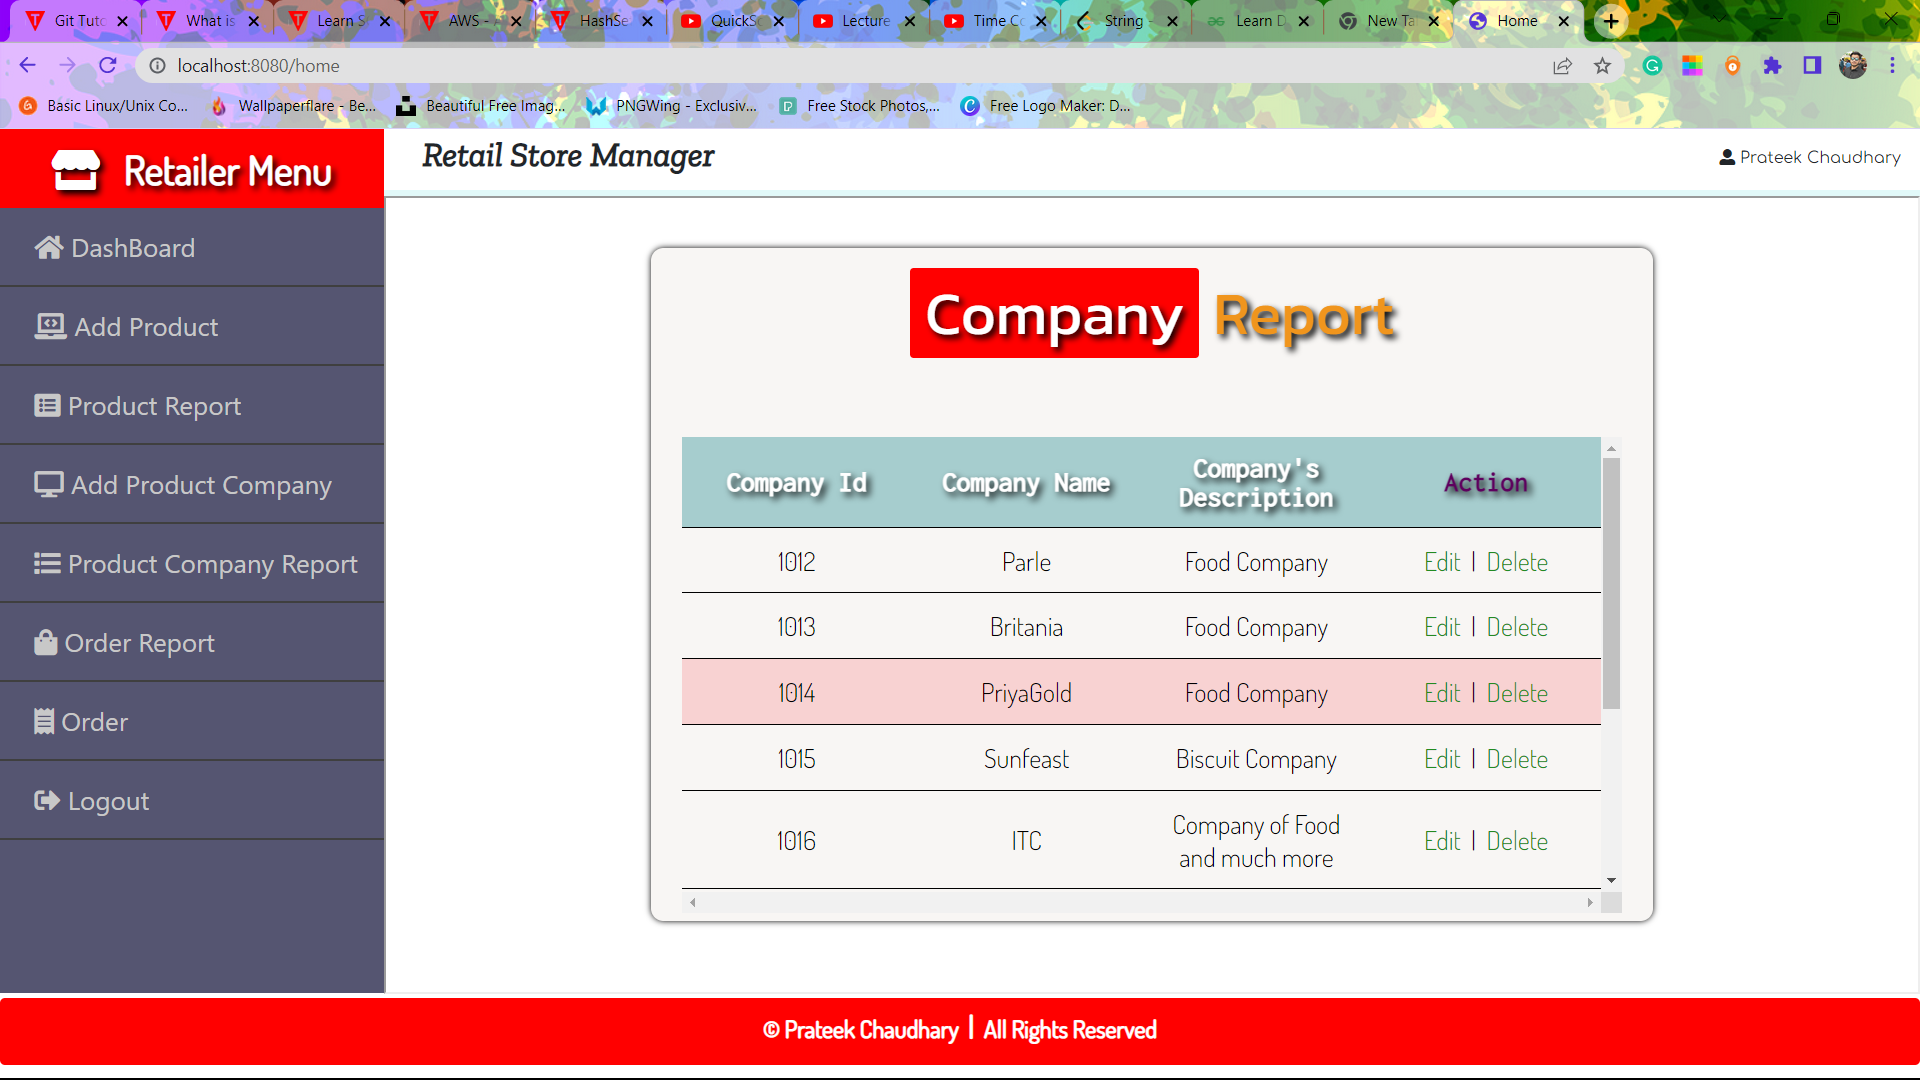 Git Tuto
What is
Learn S
AWS -
HashSe
QuickSo
Lecture
Time Co
String -
Learn D
New Ta
Home
localhost:8080/home
Basic Linux/Unix Co...
Wallpaperflare - Be...
Beautiful Free Imag...
PNGWing - Exclusiv...
Free Stock Photos,...
Free Logo Maker: D...
Retailer Menu
Retail Store Manager
Prateek Chaudhary
DashBoard
Add Product
Product Report
Add Product Company
Product Company Report
Order Report
Order
Logout
Company Report
Company Id Company Name Company's Description Action
1012 Parle Food Company Edit | Delete
1013 Britania Food Company Edit | Delete
1014 PriyaGold Food Company Edit | Delete
1015 Sunfeast Biscuit Company Edit | Delete
1016 ITC Company of Food and much more Edit | Delete
© Prateek Chaudhary | All Rights Reserved